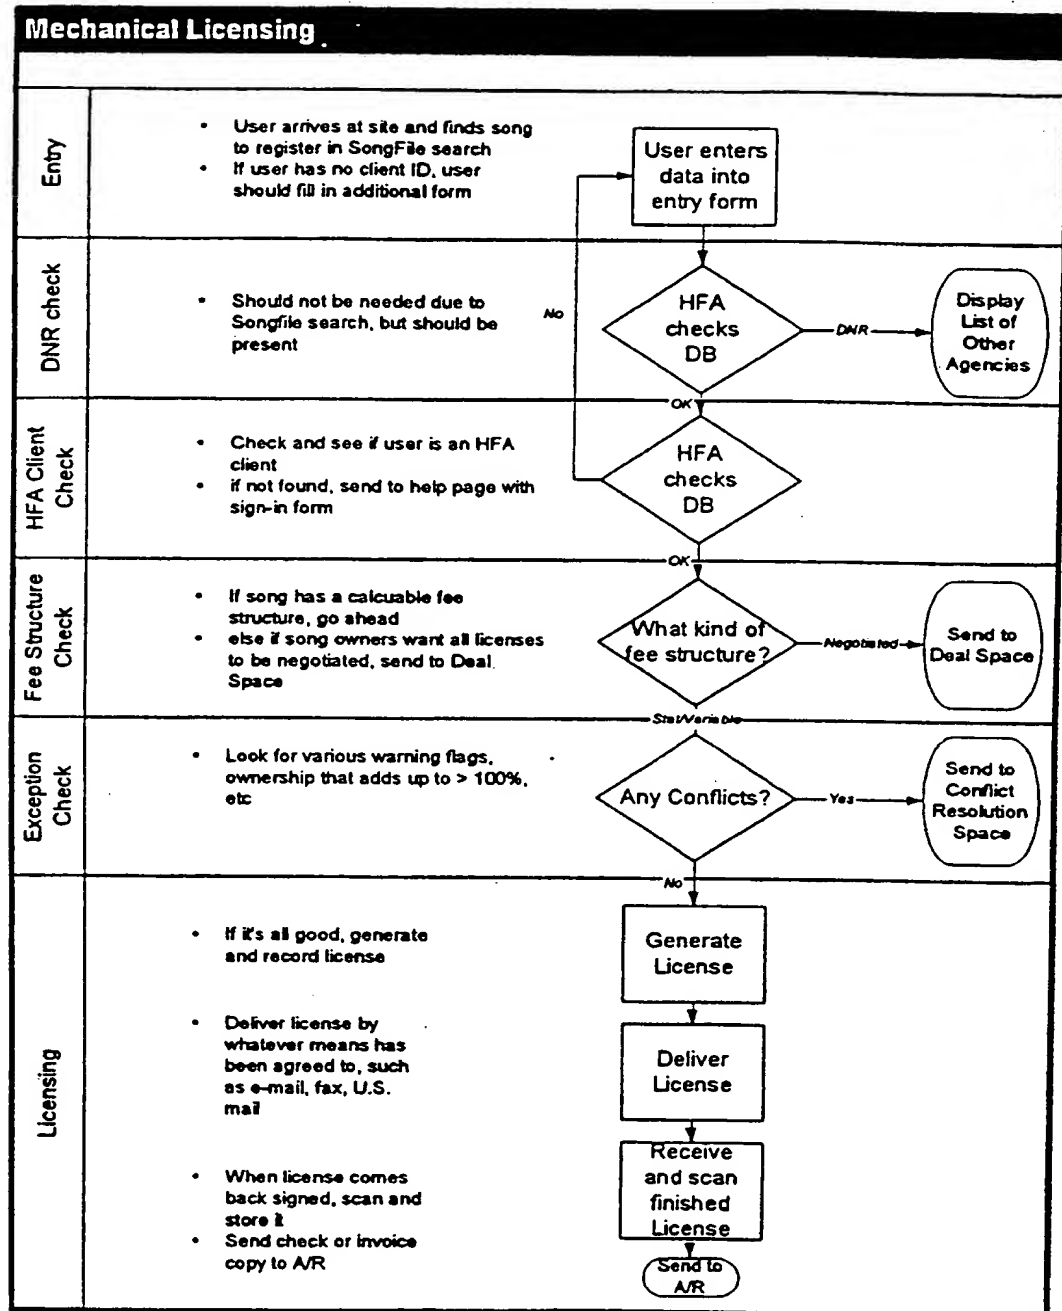 Mechanical Licensing
Entry
• User arrives at site and finds song
to register in SongFile search
• If user has no client ID, user
should fill in additional form
User enters
data into
entry form
DNR check
• Should not be needed due to
Songfile search, but should be
present
No
HFA
checks
DB
DNR
Display
List of
Other
Agencies
OK
HFA Client
Check
• Check and see if user is an HFA
client
• if not found, send to help page with
sign-in form
HFA
checks
DB
OK
Fee Structure
Check
• If song has a calcuable fee
structure, go ahead
• else if song owners want all licenses
to be negotiated, send to Deal
Space
What kind of
fee structure?
Negotiated
Send to
Deal Space
Stat/Variable
Exception
Check
• Look for various warning flags,
ownership that adds up to > 100%,
etc
Any Conflicts?
Yes
Send to
Conflict
Resolution
Space
No
Licensing
• If it's all good, generate
and record license
Generate
License
• Deliver license by
whatever means has
been agreed to, such
as e-mail, fax, U.S.
mail
Deliver
License
• When license comes
back signed, scan and
store it
• Send check or invoice
copy to A/R
Receive
and scan
finished
License
Send to
A/R